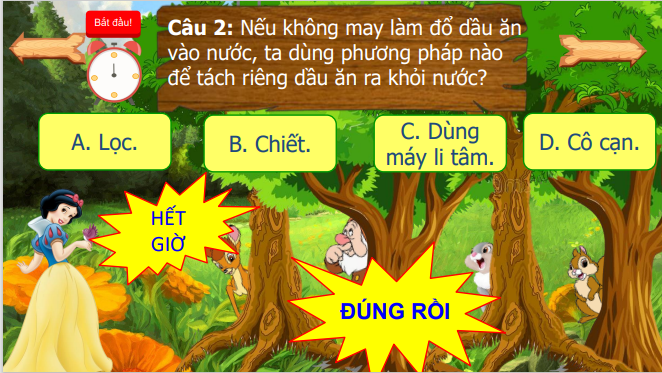 Bắt đầu!
Câu 2: Nếu không may làm đổ dầu ăn
vào nước, ta dùng phương pháp nào
để tách riêng dầu ăn ra khỏi nước?
A. Lọc.
B. Chiết.
C. Dùng
máy li tâm.
D. Cô cạn.
HẾT
GIỜ
ĐÚNG RỒI